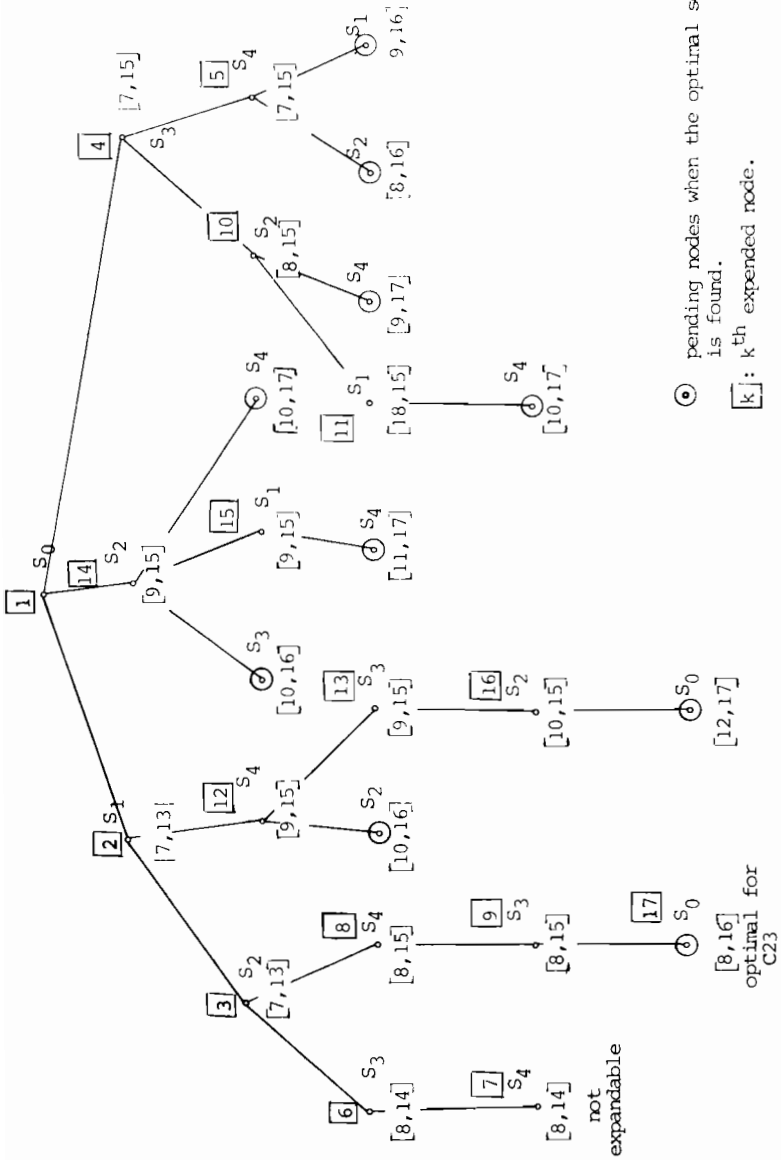 1
S0
4
[7,15]
S3
5
S4
[7,15]
S1
9,16]
S2
[8,16]
10
S2
[8,15]
S4
[9,17]
11
S1
[18,15]
S4
[10,17]
14
S2
[9,15]
S4
[10,17]
15
S1
[9,15]
S4
[11,17]
S3
[10,16]
2
S1
[7,13]
12
S4
[9,15]
13
S3
[9,15]
16
S2
[10,15]
S0
[12,17]
S2
[10,16]
3
S2
[7,13]
8
S4
[8,15]
9
S3
[8,15]
17
S0
[8,16]
optimal for
C23
6
S3
[8,14]
7
S4
[8,14]
not
expandable
pending nodes when the optimal s
is found.
k : kth expended node.